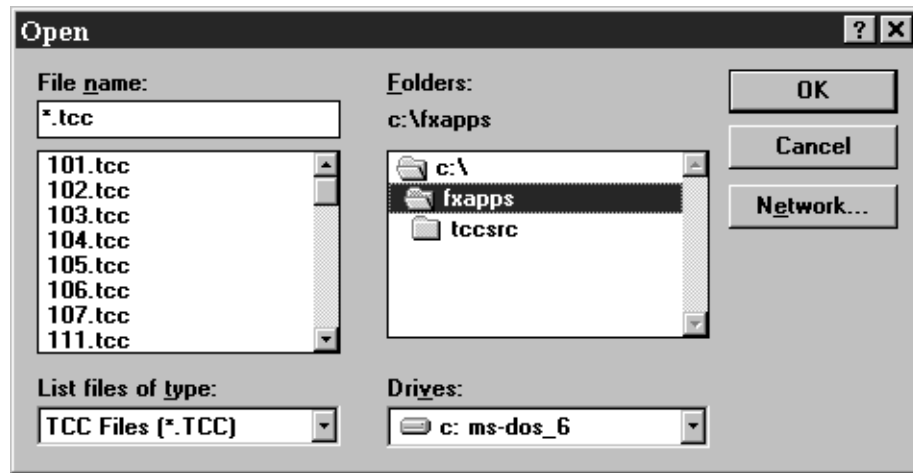 Open
File name:
*.tcc
101.tcc
102.tcc
103.tcc
104.tcc
105.tcc
106.tcc
107.tcc
111.tcc
List files of type:
TCC Files (*.TCC)
Folders:
c:\fxapps
c:\
fxapps
tccsrc
Drives:
c: ms-dos_6
OK
Cancel
Network...